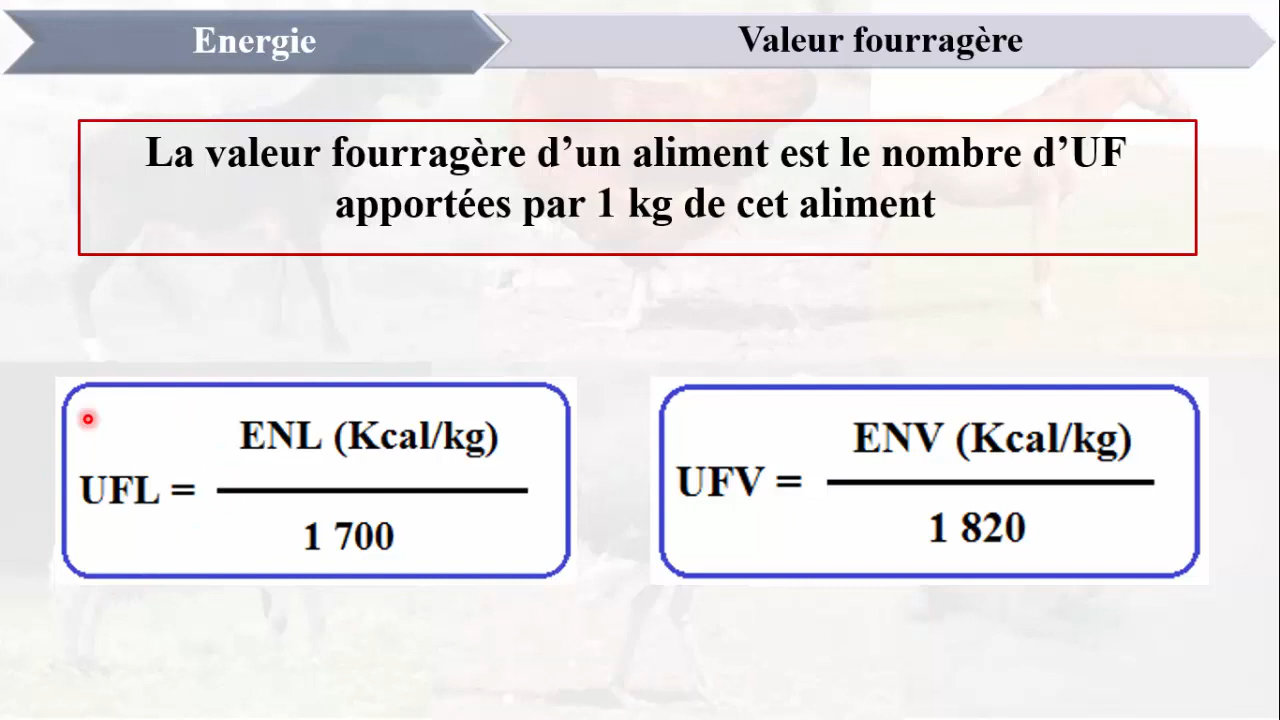 Energie
Valeur fourragère
La valeur fourragère d’un aliment est le nombre d’UF
apportées par 1 kg de cet aliment
UFL = ENL (Kcal/kg)
1 700
UFV = ENV (Kcal/kg)
1 820